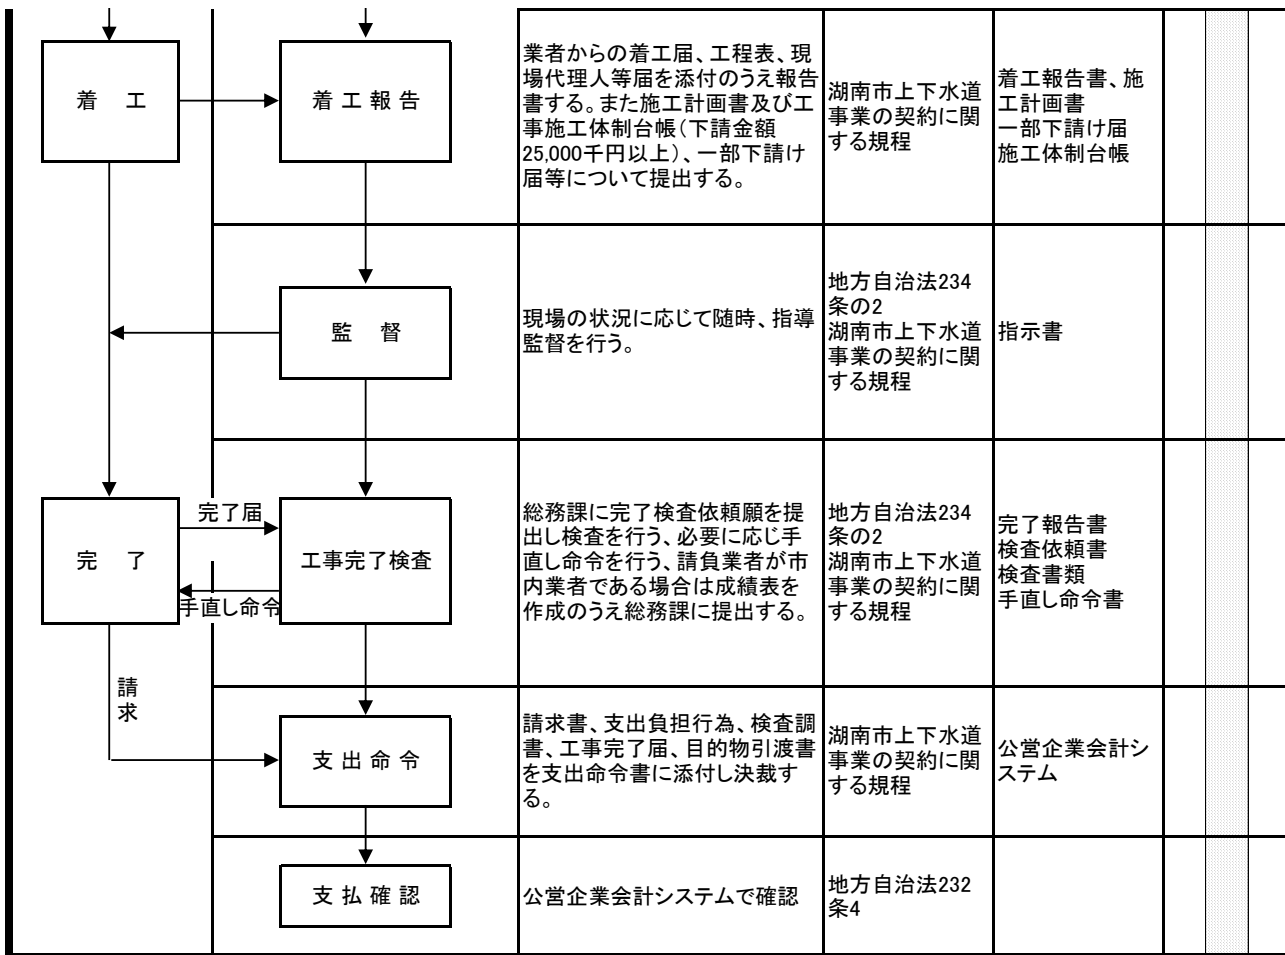 着　工
着 工 報 告
業者からの着工届、工程表、現
場代理人等届を添付のうえ報告
書する。また施工計画書及び工
事施工体制台帳（下請金額
25,000千円以上）、一部下請け
届等について提出する。
湖南市上下水道
事業の契約に関
する規程
着工報告書、施
工計画書
一部下請け届
施工体制台帳
監　督
現場の状況に応じて随時、指導
監督を行う。
地方自治法234
条の2
湖南市上下水道
事業の契約に関
する規程
指示書
完　了
完了届
手直し命令
工事完了検査
総務課に完了検査依頼願を提
出し検査を行う、必要に応じ手
直し命令を行う、請負業者が市
内業者である場合は成績表を
作成のうえ総務課に提出する。
地方自治法234
条の2
湖南市上下水道
事業の契約に関
する規程
完了報告書
検査依頼書
検査書類
手直し命令書
請
求
支 出 命 令
請求書、支出負担行為、検査調
書、工事完了届、目的物引渡書
を支出命令書に添付し決裁す
る。
湖南市上下水道
事業の契約に関
する規程
公営企業会計シ
ステム
支 払 確 認
公営企業会計システムで確認
地方自治法232
条4